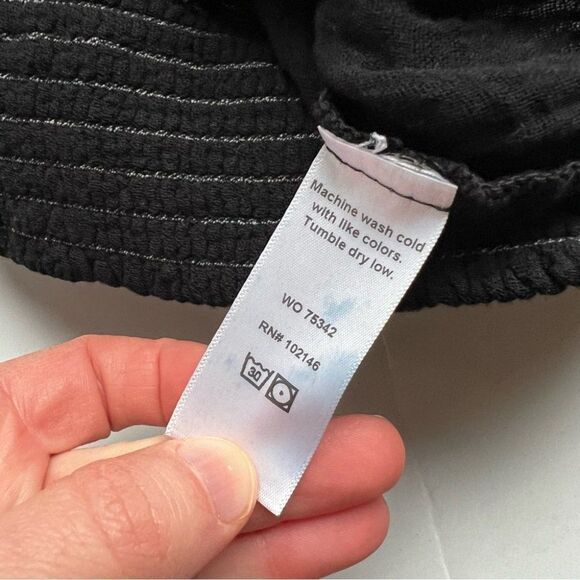 Machine wash cold
with like colors.
Tumble dry low.
WO 75342
RN# 102146
30